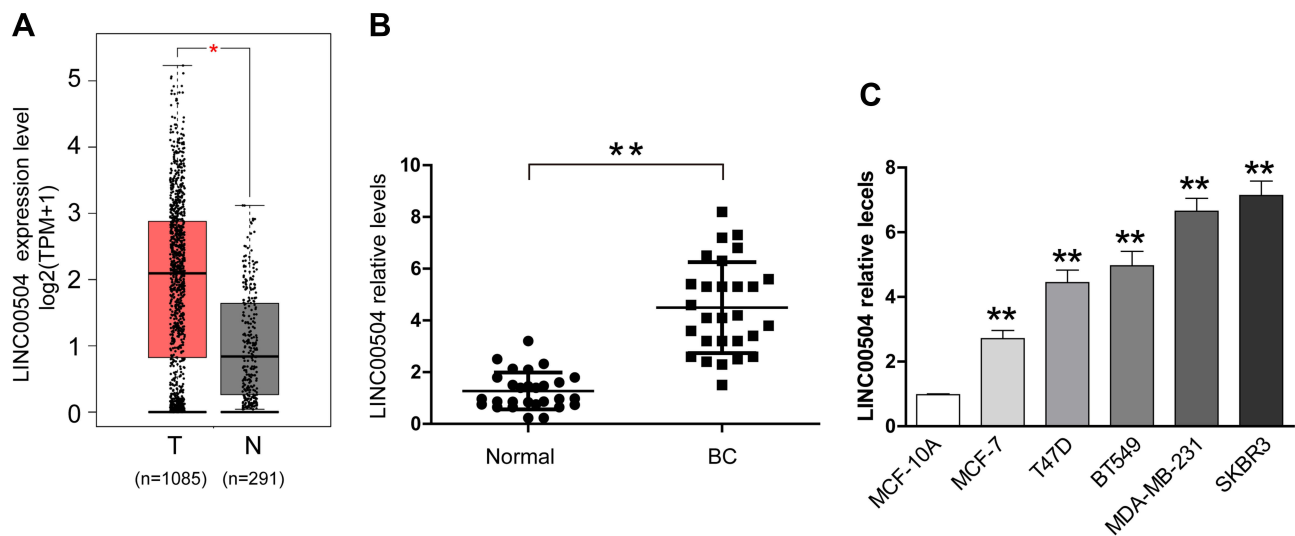 A
LINC00504 expression level
log2(TPM+1)
5
4
3
2
1
0
*
T
N
(n=1085)
(n=291)
B
LINC00504 relative levels
10
8
6
4
2
0
**
Normal
BC
C
LINC00504 relative lecels
8
6
4
2
0
**
**
**
**
**
MCF-10A
MCF-7
T47D
BT549
MDA-MB-231
SKBR3